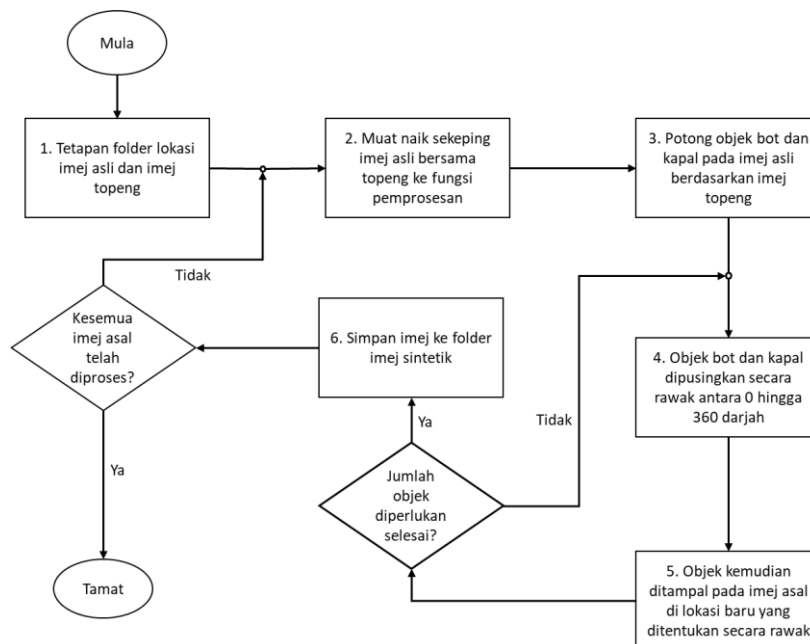 Mula
1. Tetapan folder lokasi
imej asli dan imej
topeng
2. Muat naik sekeping
imej asli bersama
topeng ke fungsi
pemprosesan
3. Potong objek bot dan
kapal pada imej asli
berdasarkan imej
topeng
4. Objek bot dan kapal
dipusingkan secara
rawak antara 0 hingga
360 darjah
5. Objek kemudian
ditampal pada imej asal
di lokasi baru yang
ditentukan secara rawak
Jumlah
objek
diperlukan
selesai?
Tidak
Ya
6. Simpan imej ke folder
imej sintetik
Kesemua
imej asal
telah
diproses?
Tidak
Ya
Tamat